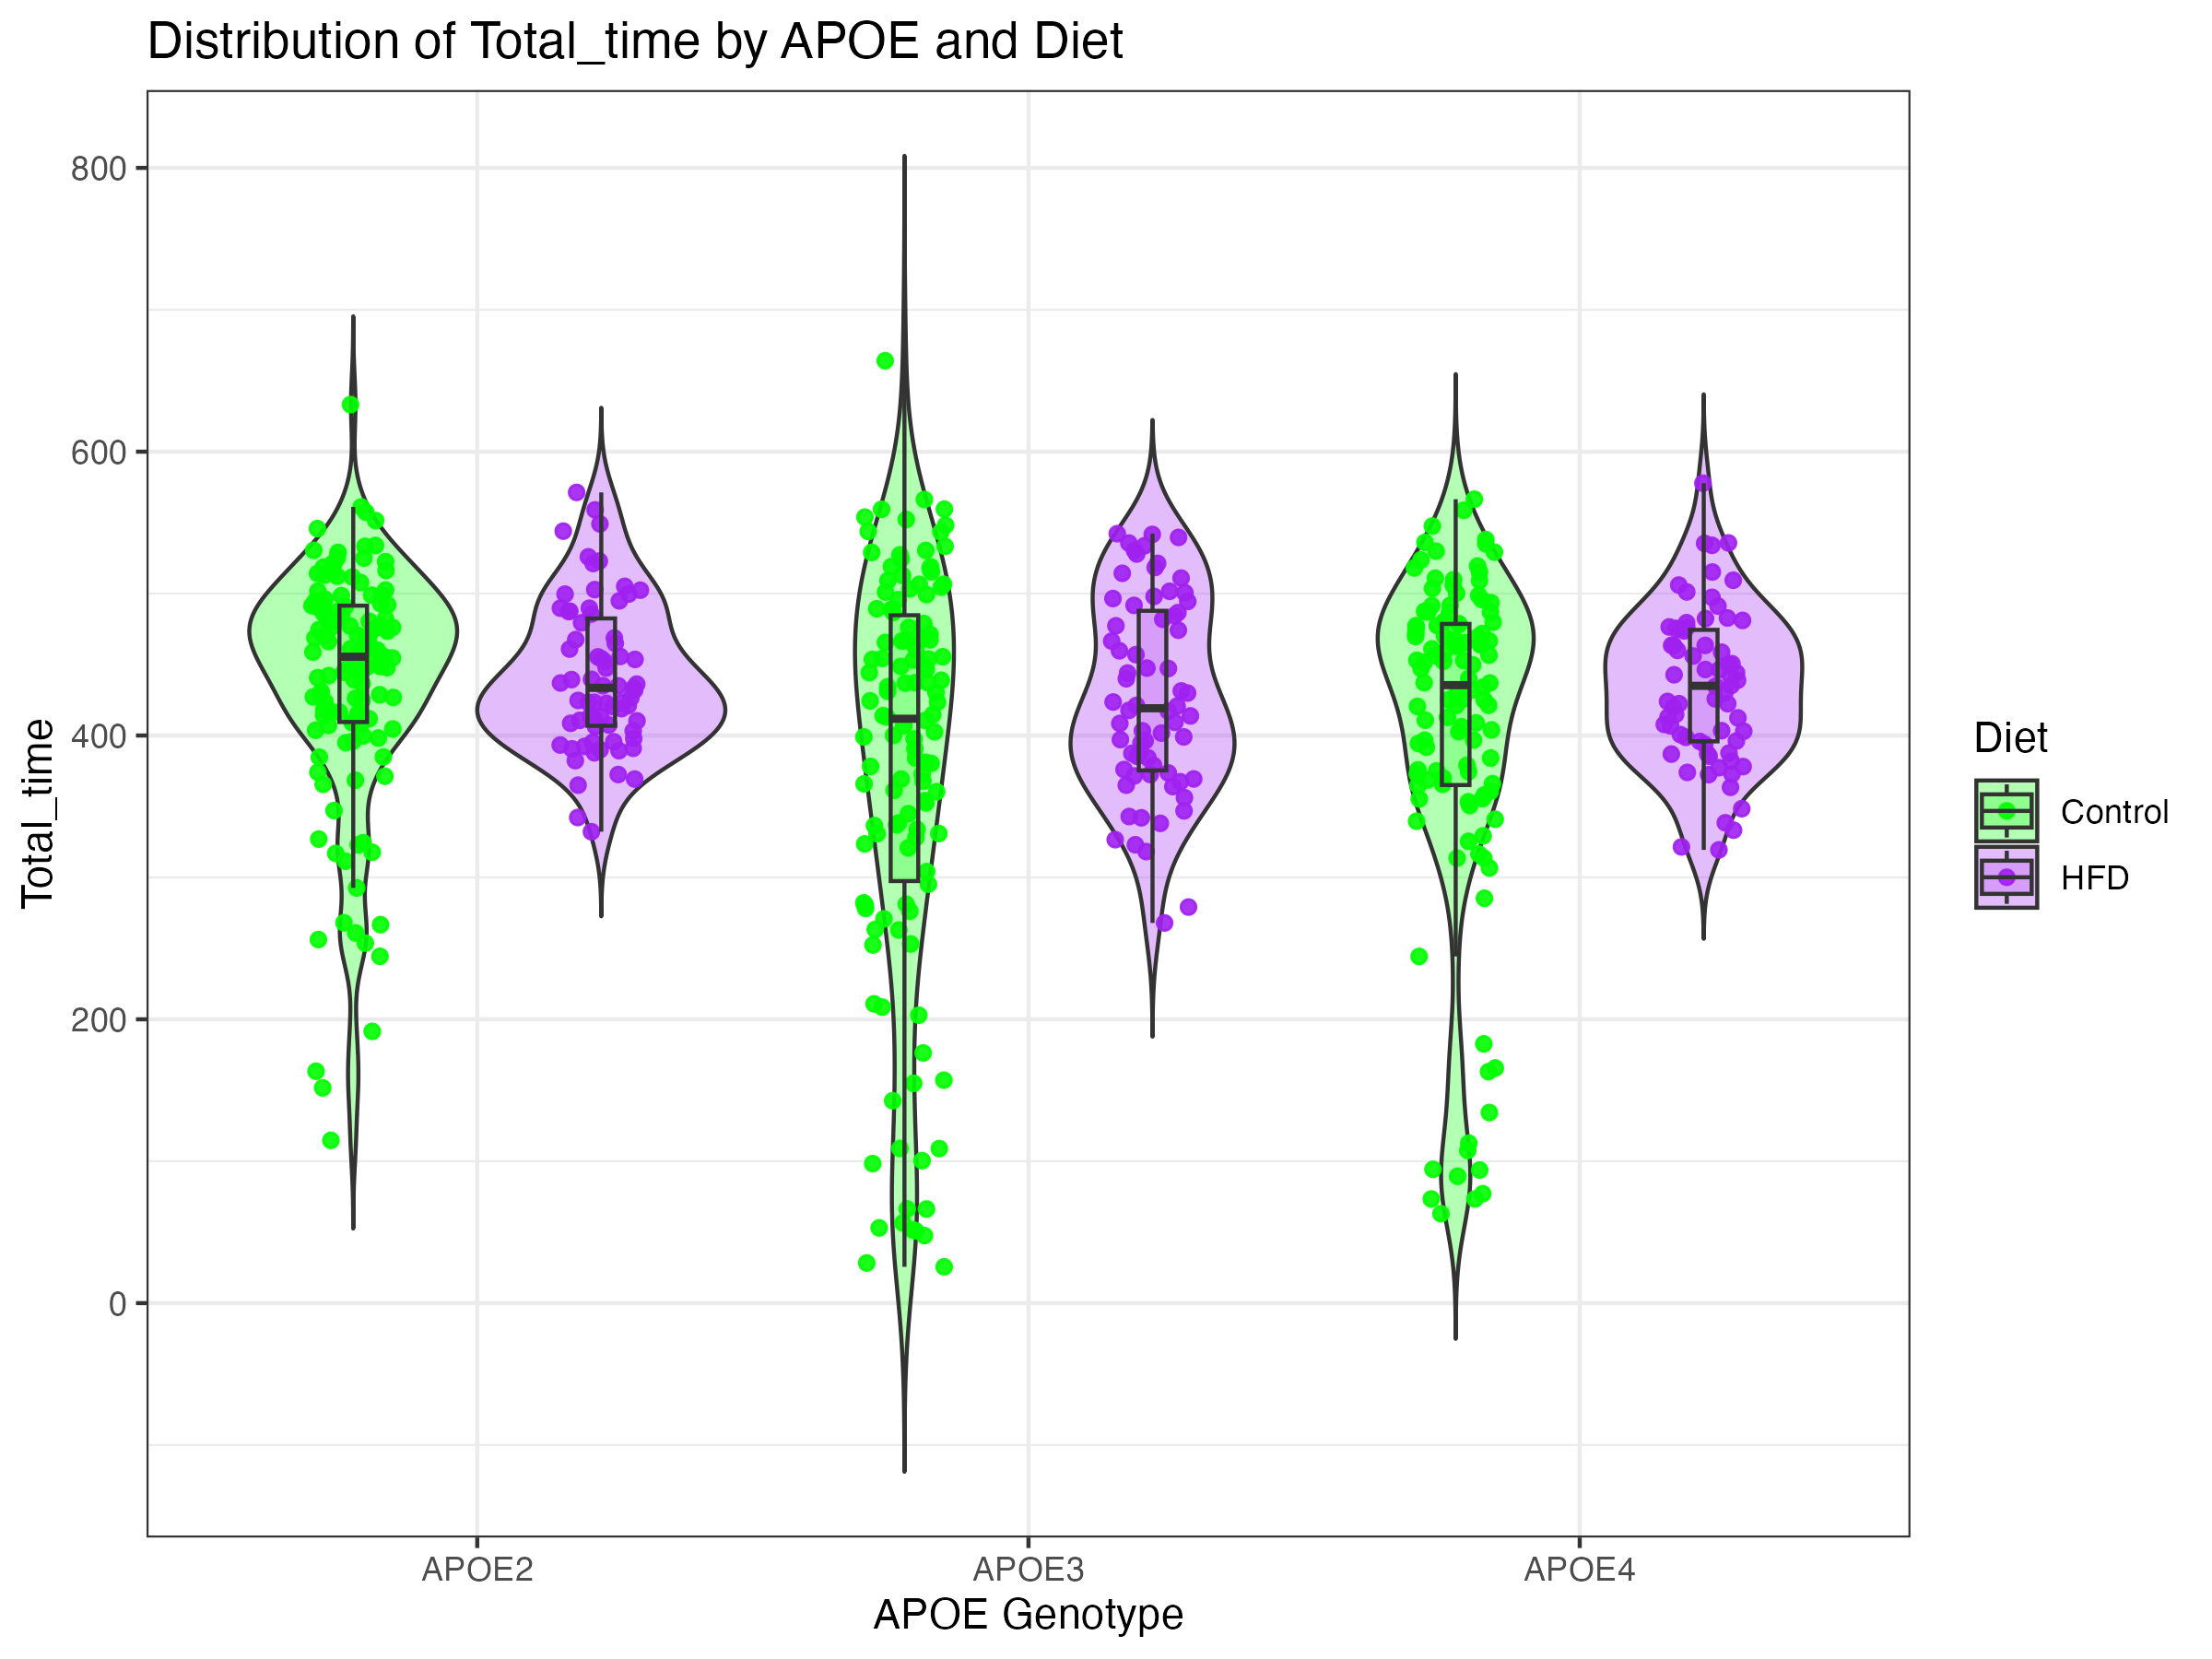 Distribution of Total_time by APOE and Diet
800
600
400
200
0
Total_time
APOE2
APOE3
APOE4
APOE Genotype
Diet
Control
HFD